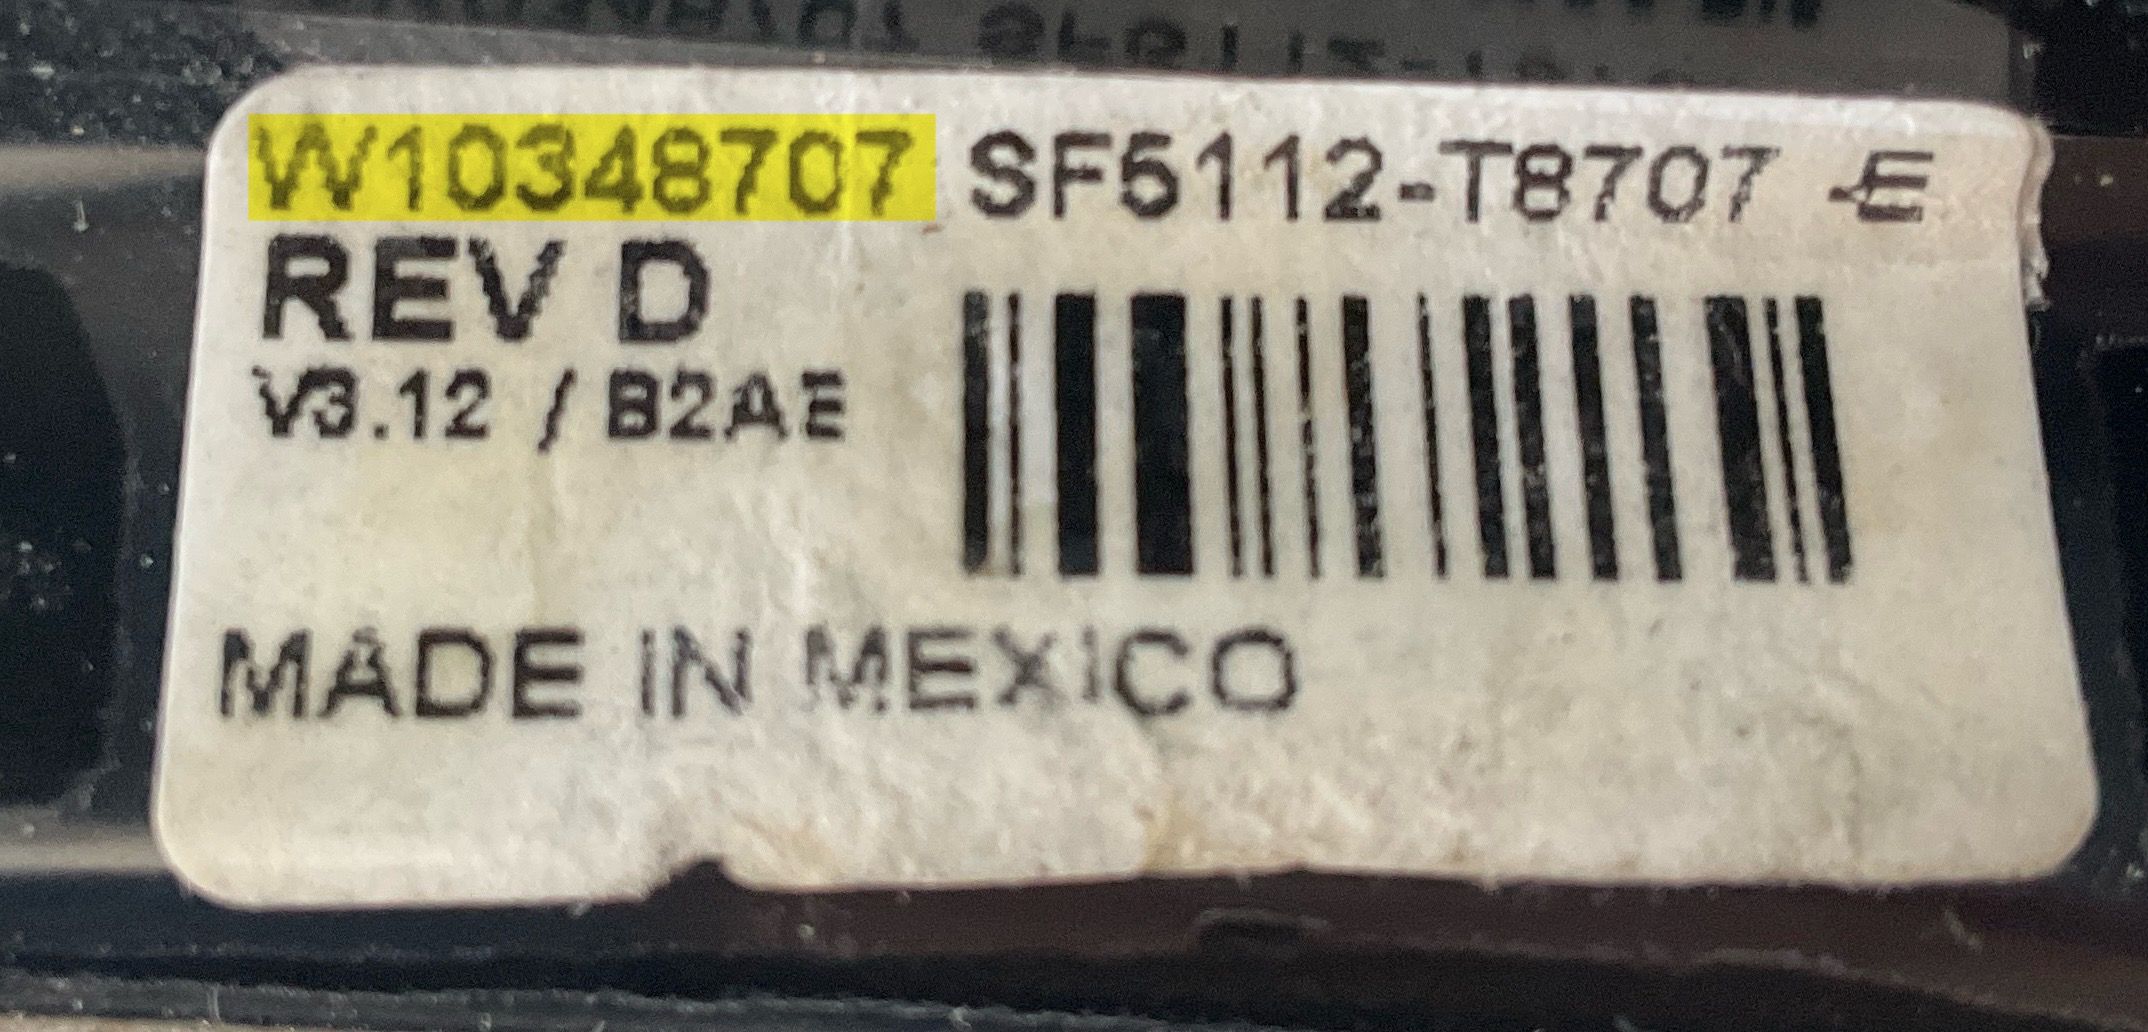 W10348707 SF5112-T8707 -E
REV D
V3.12 / B2AE
MADE IN MEXICO